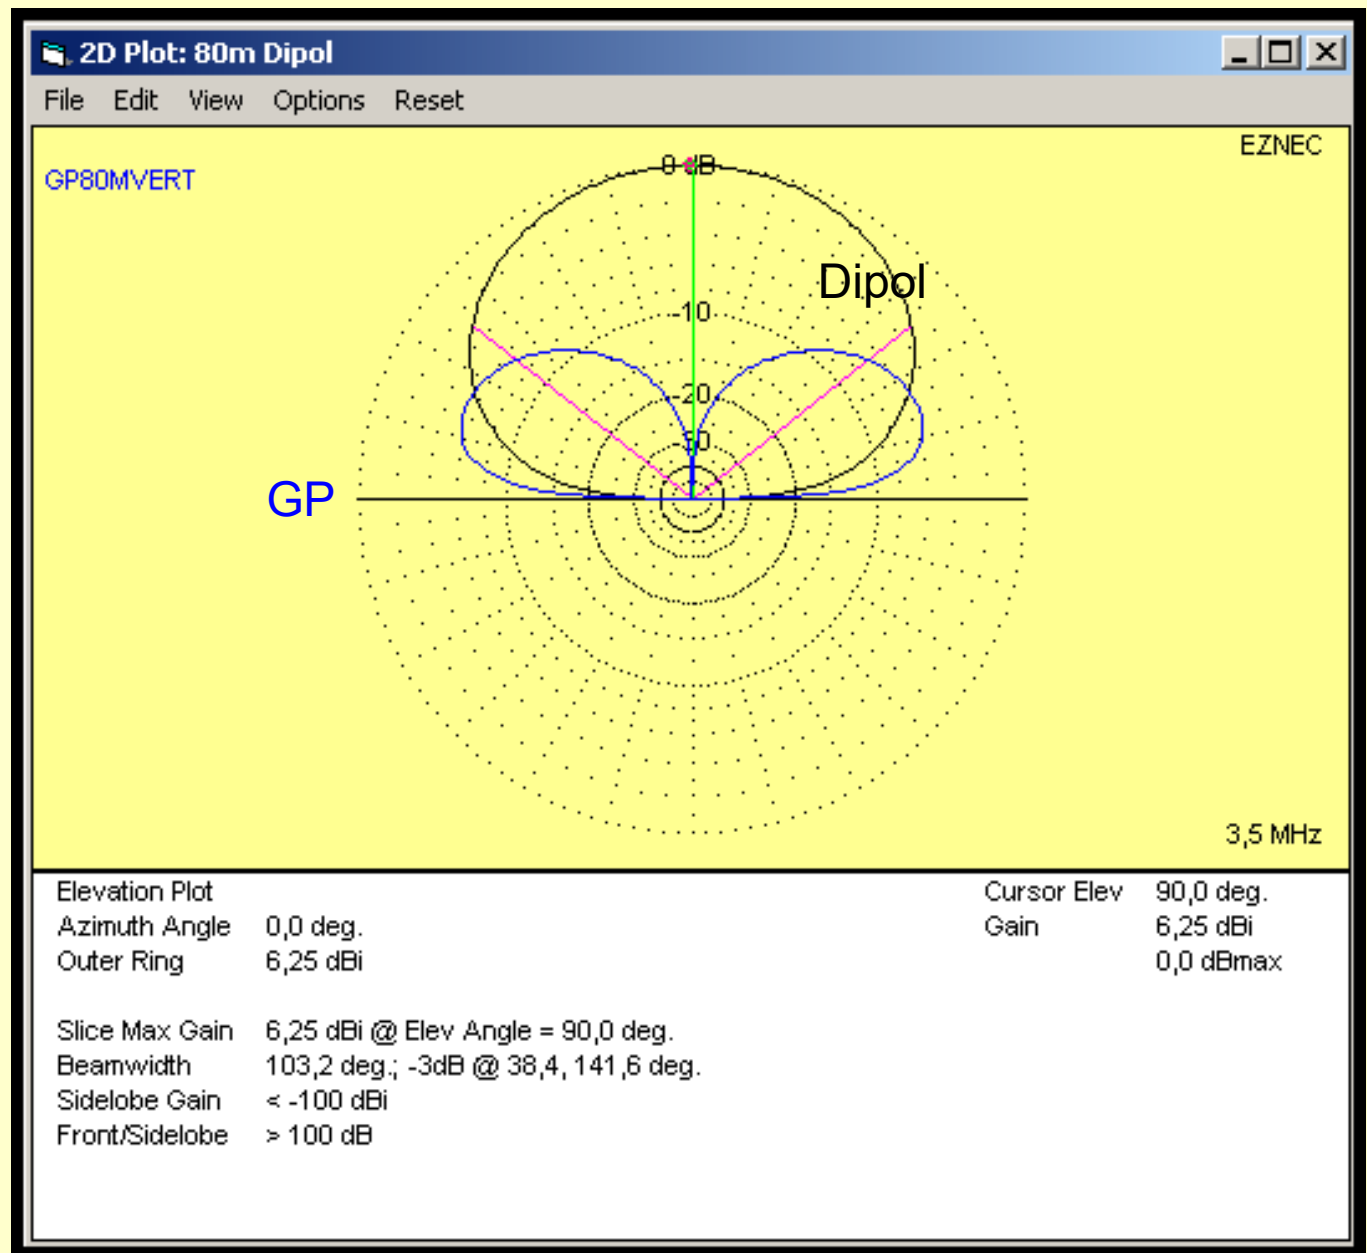 2D Plot: 80m Dipol
File Edit View Options Reset
EZNEC
GP80MVERT
0 dB
Dipol
-10
-20
GP
3,5 MHz
Elevation Plot
Cursor Elev 90,0 deg.
Azimuth Angle 0,0 deg.
Gain 6,25 dBi
Outer Ring 6,25 dBi
0,0 dBmax
Slice Max Gain 6,25 dBi @ Elev Angle = 90,0 deg.
Beamwidth 103,2 deg.; -3dB @ 38,4, 141,6 deg.
Sidelobe Gain < -100 dBi
Front/Sidelobe > 100 dB